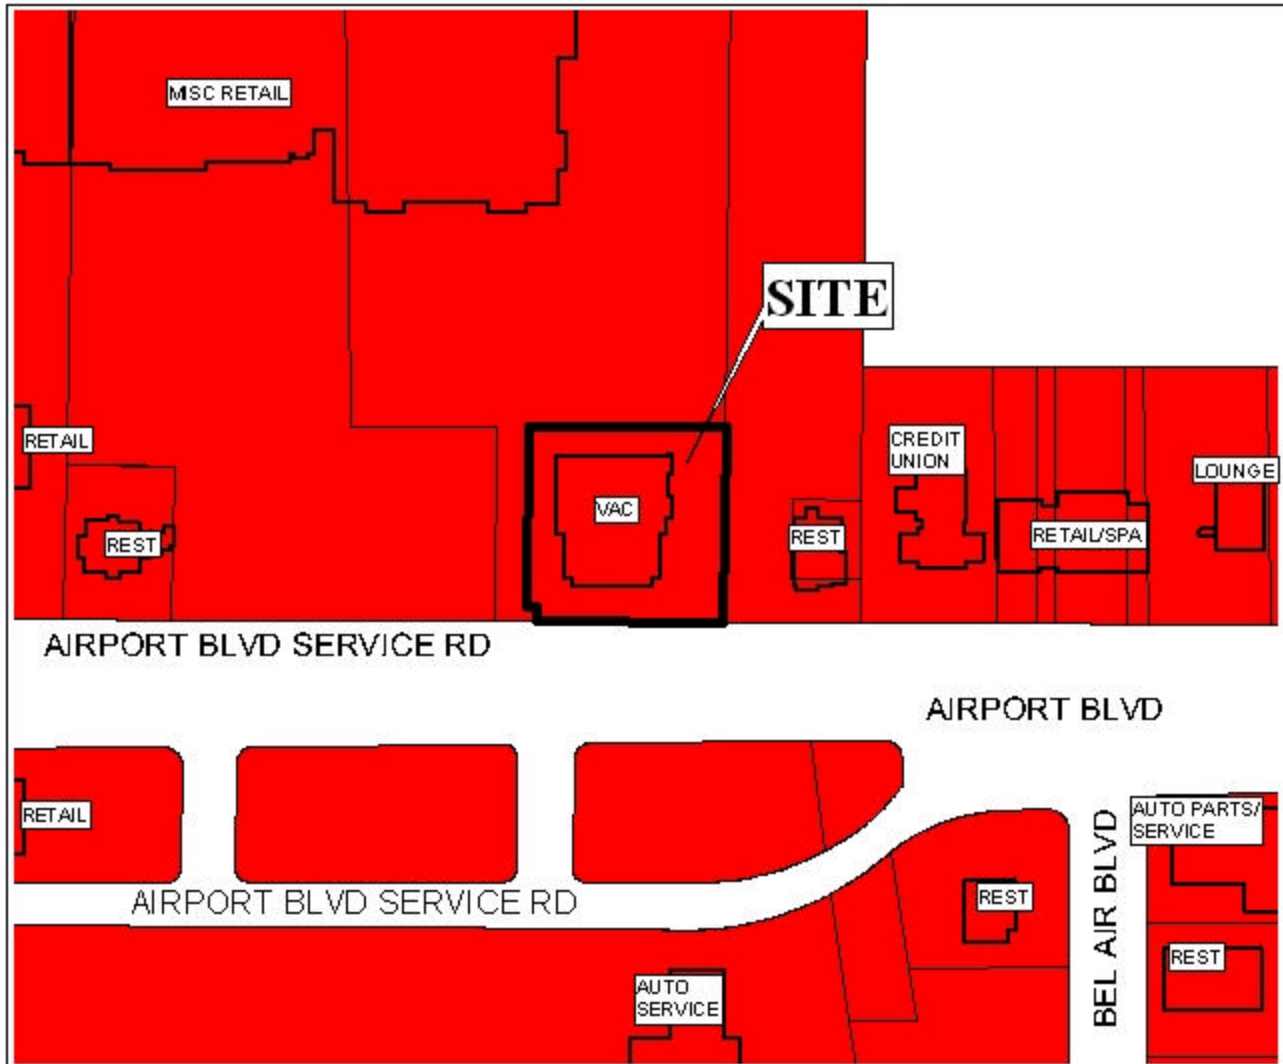 MISC RETAIL
SITE
RETAIL
CREDIT
UNION
LOUNGE
VAC
REST
REST
RETAIL/SPA
AIRPORT BLVD SERVICE RD
AIRPORT BLVD
RETAIL
AUTO PARTS/
SERVICE
BEL AIR BLVD
AIRPORT BLVD SERVICE RD
REST
REST
AUTO
SERVICE